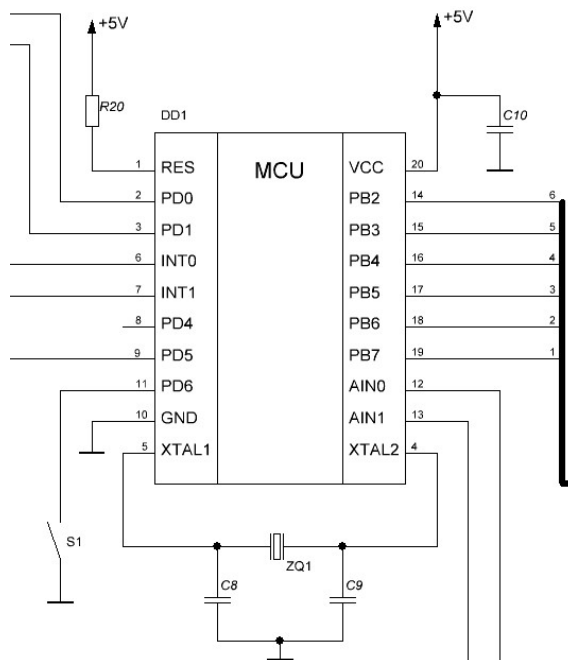 +5V +5V
R20 C10
DD1
MCU
1 RES VCC 20
2 PD0 PB2 14 6
3 PD1 PB3 15 5
6 INT0 PB4 16 4
7 INT1 PB5 17 3
8 PD4 PB6 18 2
9 PD5 PB7 19 1
11 PD6 AIN0 12
10 GND AIN1 13
5 XTAL1 XTAL2 4
S1
ZQ1
C8 C9